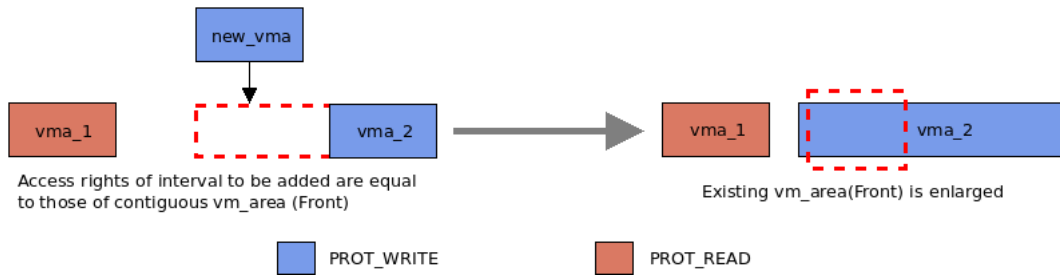 new_vma
vma_1
vma_2
vma_1
vma_2
Access rights of interval to be added are equal
to those of contiguous vm_area (Front)
Existing vm_area(Front) is enlarged
PROT_WRITE
PROT_READ